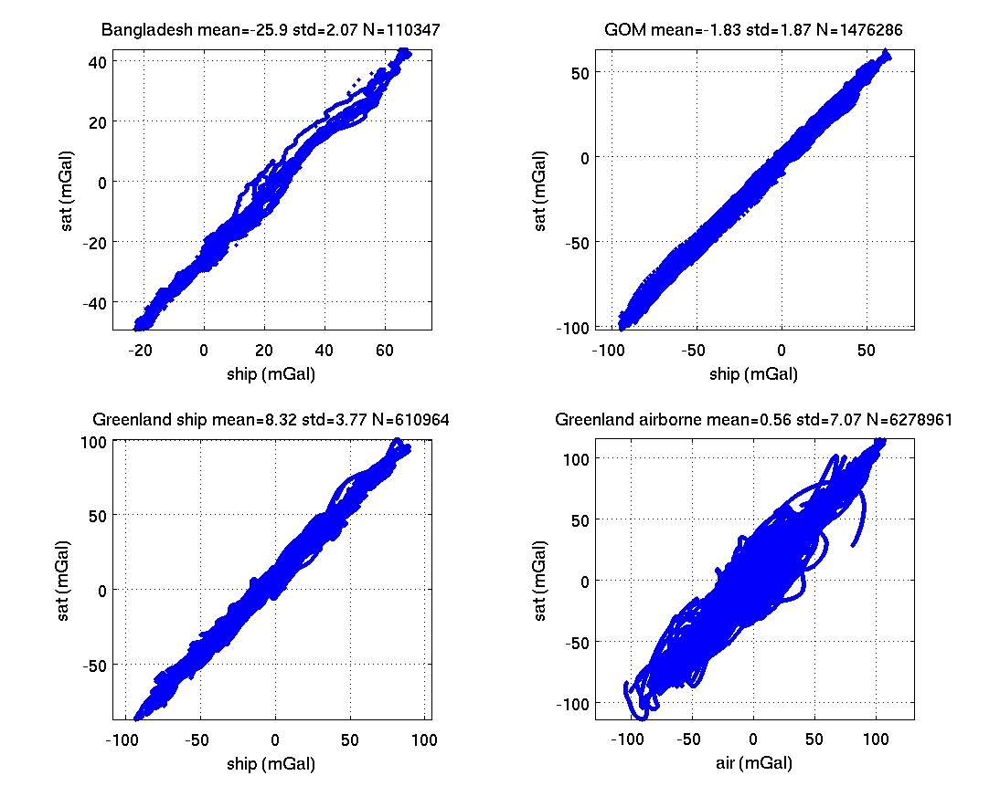 Bangladesh mean=-25.9 std=2.07 N=110347
40
20
0
-20
-40
sat (mGal)
-20 0 20 40 60
ship (mGal)
GOM mean=-1.83 std=1.87 N=1476286
50
0
-50
-100
sat (mGal)
-100 -50 0 50
ship (mGal)
Greenland ship mean=8.32 std=3.77 N=610964
100
50
0
-50
sat (mGal)
-100 -50 0 50 100
ship (mGal)
Greenland airborne mean=0.56 std=7.07 N=6278961
100
50
0
-50
-100
sat (mGal)
-100 -50 0 50 100
air (mGal)